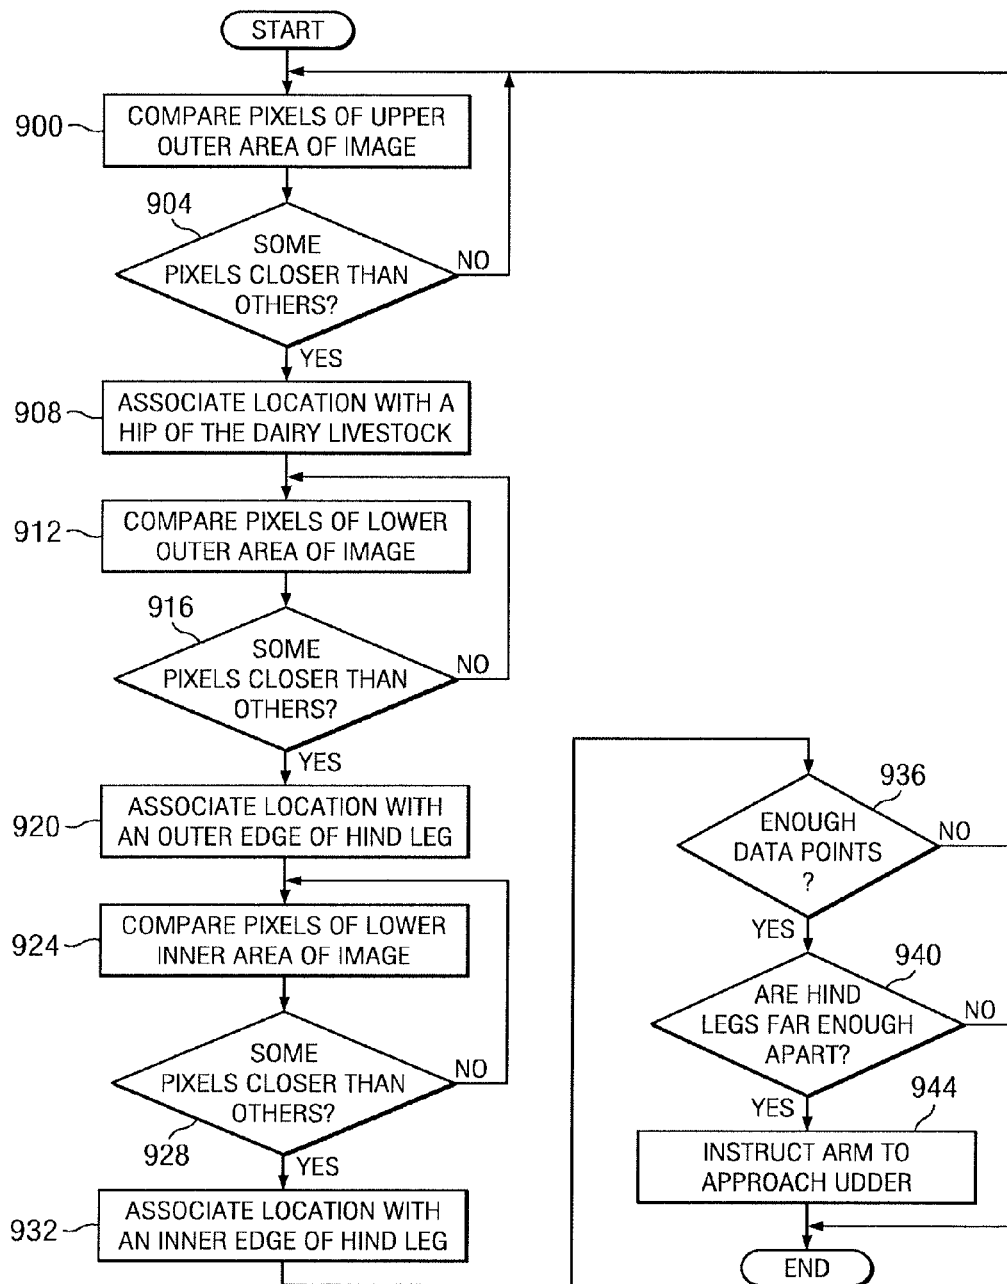 START
900
COMPARE PIXELS OF UPPER
OUTER AREA OF IMAGE
904
SOME
PIXELS CLOSER THAN
OTHERS?
NO
YES
908
ASSOCIATE LOCATION WITH A
HIP OF THE DAIRY LIVESTOCK
912
COMPARE PIXELS OF LOWER
OUTER AREA OF IMAGE
916
SOME
PIXELS CLOSER THAN
OTHERS?
NO
YES
920
ASSOCIATE LOCATION WITH
AN OUTER EDGE OF HIND LEG
924
COMPARE PIXELS OF LOWER
INNER AREA OF IMAGE
SOME
PIXELS CLOSER THAN
OTHERS?
NO
928
YES
932
ASSOCIATE LOCATION WITH
AN INNER EDGE OF HIND LEG
936
ENOUGH
DATA POINTS
?
NO
YES
940
ARE HIND
LEGS FAR ENOUGH
APART?
NO
YES
944
INSTRUCT ARM TO
APPROACH UDDER
END